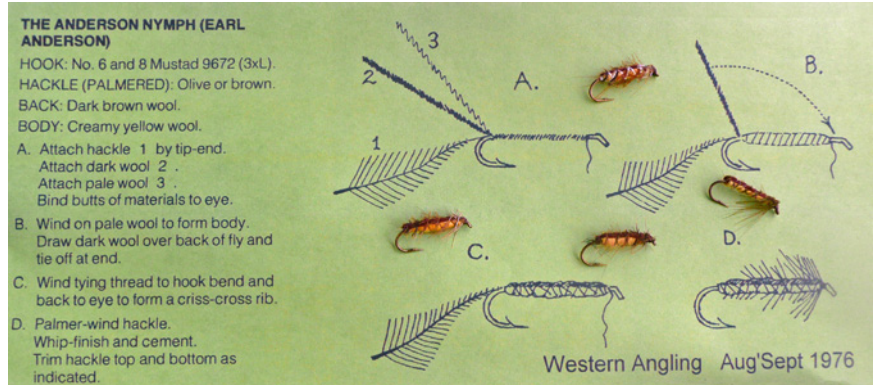 THE ANDERSON NYMPH (EARL
ANDERSON)
HOOK: No. 6 and 8 Mustad 9672 (3xL).
HACKLE (PALMERED): Olive or brown.
BACK: Dark brown wool.
BODY: Creamy yellow wool.
A. Attach hackle 1 by tip-end.
Attach dark wool 2 .
Attach pale wool 3 .
Bind butts of materials to eye.
B. Wind on pale wool to form body.
Draw dark wool over back of fly and
tie off at end.
C. Wind tying thread to hook bend and
back to eye to form a criss-cross rib.
D. Palmer-wind hackle.
Whip-finish and cement.
Trim hackle top and bottom as
indicated.
3
2
1
A.
B.
C.
D.
Western Angling Aug'Sept 1976